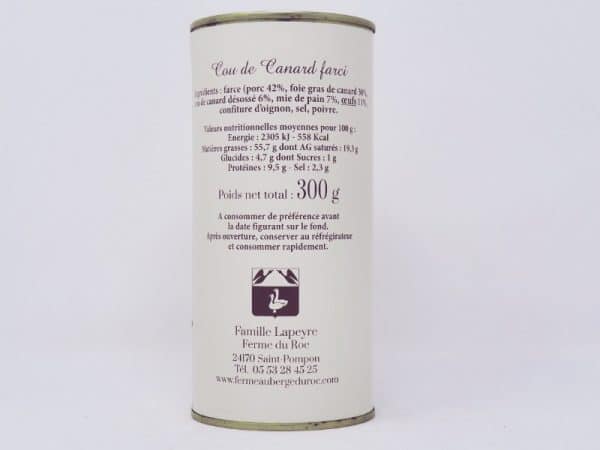 Cou de Canard farci
Ingrédients : farce (porc 42%, foie gras de canard 30%,
de canard désossé 6%, mie de pain 7%, œufs 11%,
confiture d'oignon, sel, poivre.
Valeurs nutritionnelles moyennes pour 100 g :
Energie : 2305 kJ - 558 Kcal
Matières grasses : 55,7 g dont AG saturés : 19,3 g
Glucides : 4,7 g dont Sucres : 1 g
Protéines : 9,5 g - Sel : 2,3 g
Poids net total : 300 g
A consommer de préférence avant
la date figurant sur le fond.
Après ouverture, conserver au réfrigérateur
et consommer rapidement.
Famille Lapeyre
Ferme du Roc
24170 Saint-Pompon
Tél. 05 53 28 45 25
www.fermeaubergeduroc.com